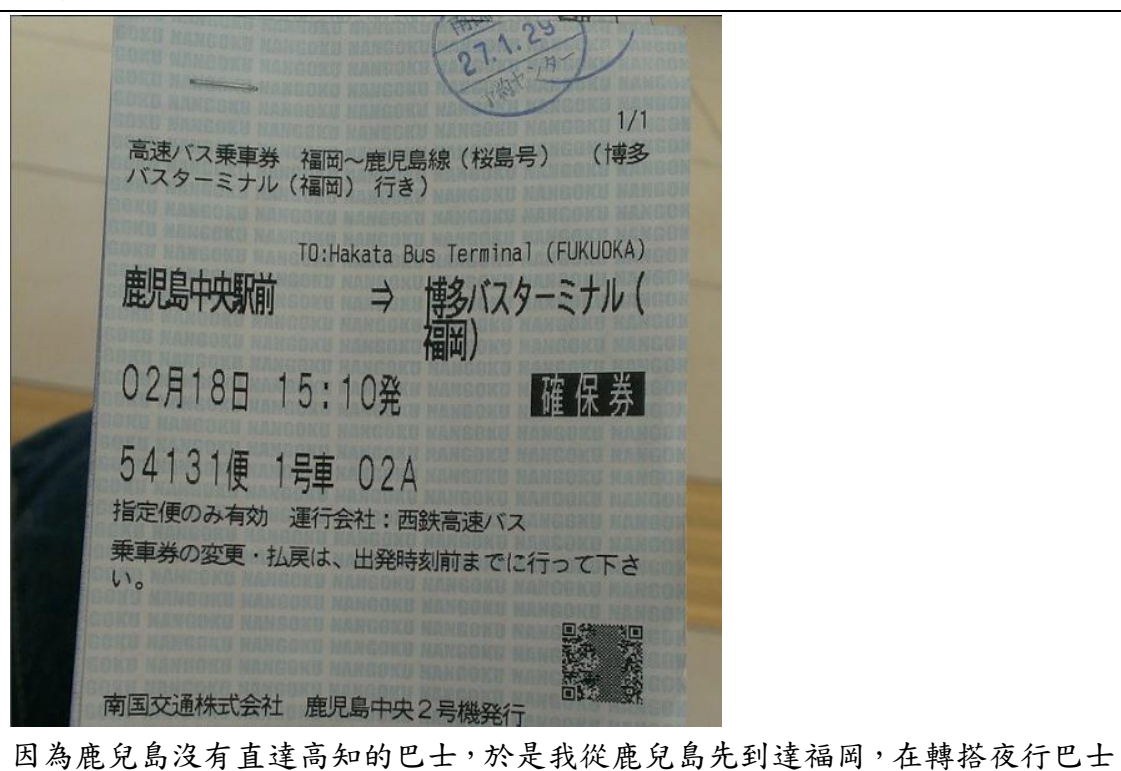 27.1.29
1/1
高速バス乗車券 福岡～鹿児島線(桜島号) (博多
バスターミナル(福岡) 行き)
TO:Hakata Bus Terminal (FUKUOKA)
鹿児島中央駅前 ⇒ 博多バスターミナル(
福岡)
02月18日 15:10発 確保券
54131便 1号車 02A
指定便のみ有効 運行会社:西鉄高速バス
乗車券の変更・払戻は、出発時刻前までに行って下さ
い。
南国交通株式会社 鹿児島中央2号機発行
因為鹿兒島沒有直達高知的巴士，於是我從鹿兒島先到達福岡，在轉搭夜行巴士